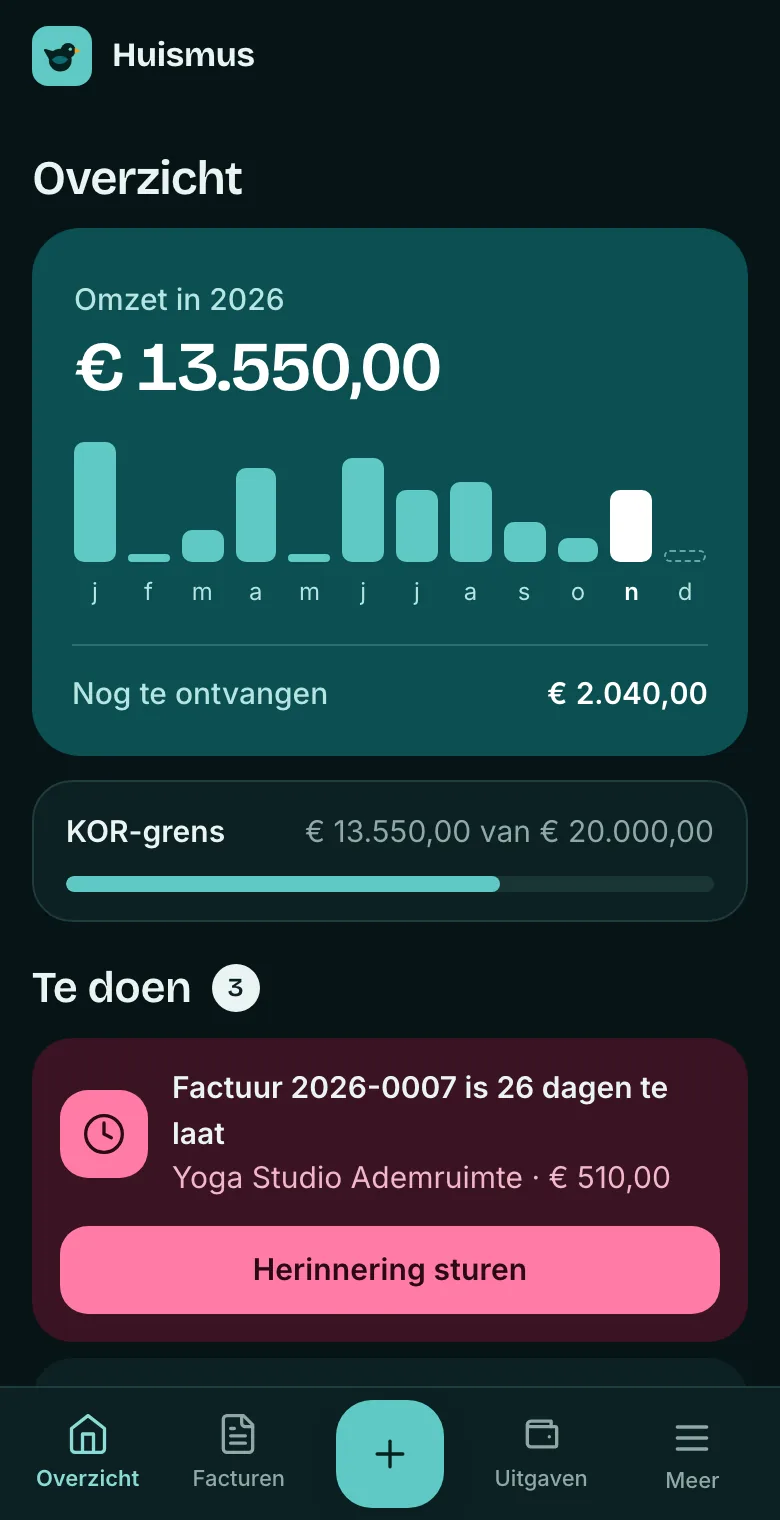 Huismus
Overzicht
Omzet in 2026
€ 13.550,00
j f m a m j j a s o n d
Nog te ontvangen € 2.040,00
KOR-grens € 13.550,00 van € 20.000,00
Te doen 3
Factuur 2026-0007 is 26 dagen te
laat
Yoga Studio Ademruimte · € 510,00
Herinnering sturen
Overzicht Facturen Uitgaven Meer